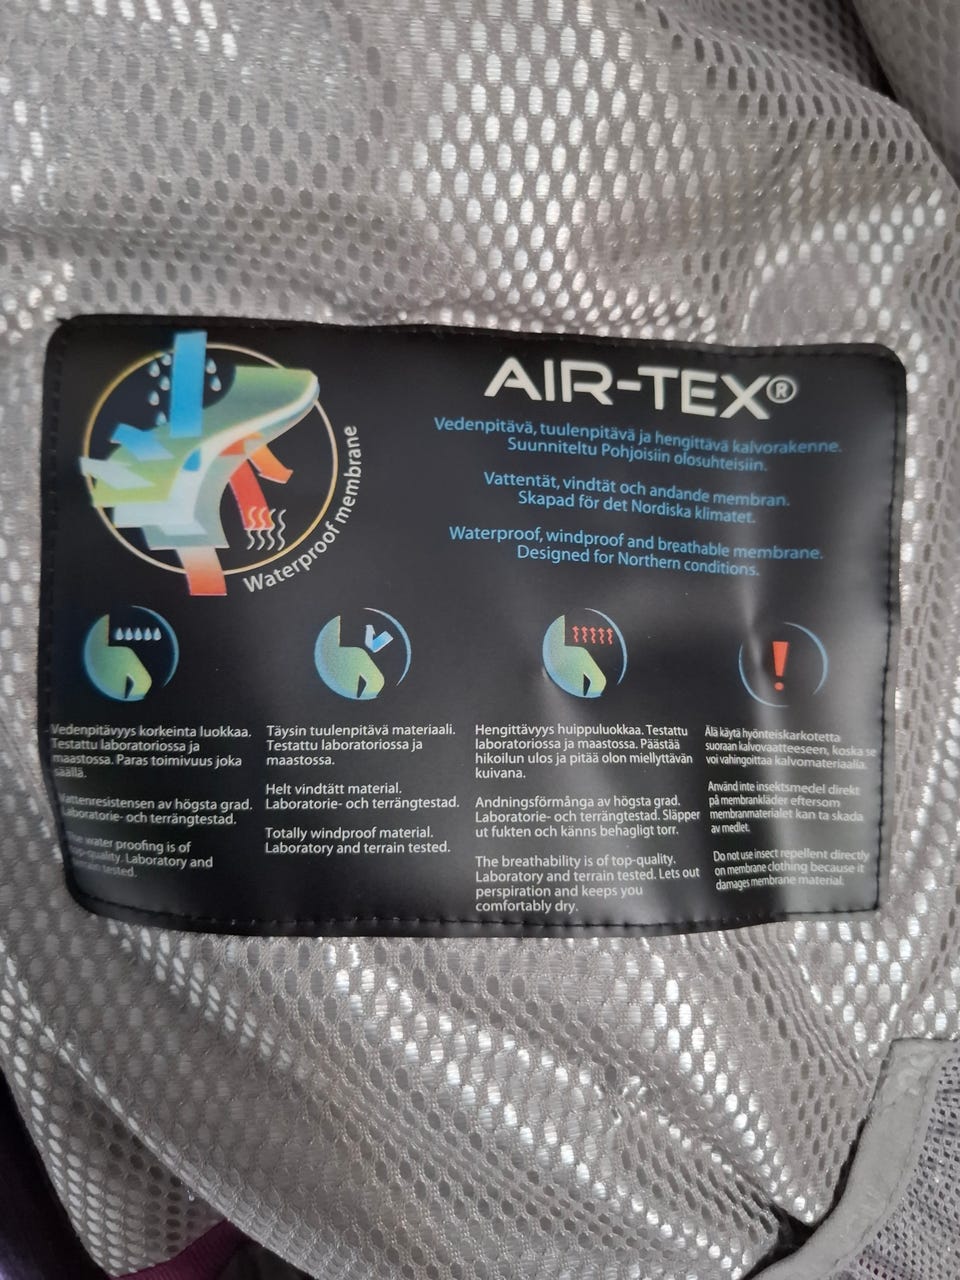 AIR-TEX®
Vedenpitävä, tuulenpitävä ja hengittävä kalvorakenne.
Suunniteltu Pohjoisiin olosuhteisiin.
Vattentät, vindtät och andande membran.
Skapad för det Nordiska klimatet.
Waterproof, windproof and breathable membrane.
Designed for Northern conditions.
Waterproof membrane
Vedenpitävyys korkeinta luokkaa.
Testattu laboratoriossa ja
maastossa. Paras toimivuus joka
säällä.
Vattenresistensen av högsta grad.
Laboratorie- och terrängtestad.
The water proofing is of
top-quality. Laboratory and
tested.
Täysin tuulenpitävä materiaali.
Testattu laboratoriossa ja
maastossa.
Helt vindtätt material.
Laboratorie- och terrängtestad.
Totally windproof material.
Laboratory and terrain tested.
Hengittävyys huippuluokkaa. Testattu
laboratoriossa ja maastossa. Päästää
hikoilun ulos ja pitää olon miellyttävän
kuivana.
Andningsförmånga av högsta grad.
Laboratorie- och terrängtestad. Släpper
ut fukten och känns behagligt torr.
The breathability is of top-quality.
Laboratory and terrain tested. Lets out
perspiration and keeps you
comfortably dry.
Älä käytä hyönteiskarkotetta
suoraan kalvovaatteeseen, koska se
voi vahingoittaa kalvomateriaalia.
Använd inte insektsmedel direkt
på membrankläder eftersom
membranmaterialet kan ta skada
av medlet.
Do not use insect repellent directly
on membrane clothing because it
damages membrane material.